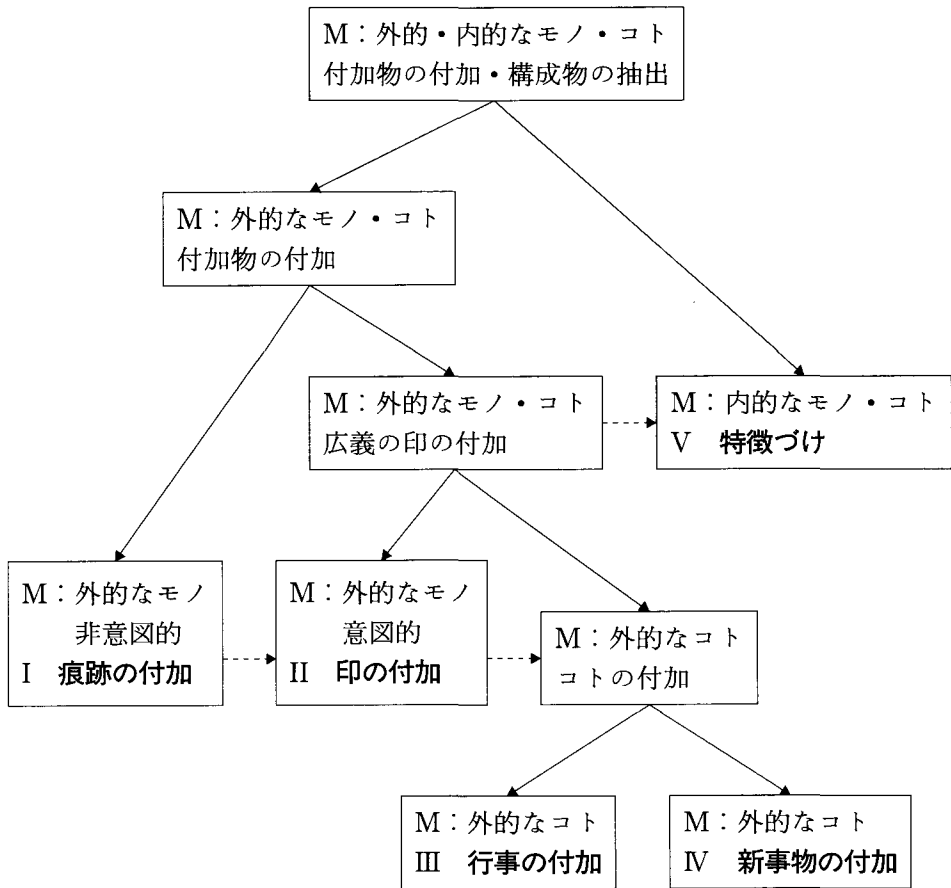 M：外的・内的なモノ・コト
付加物の付加・構成物の抽出
M：外的なモノ・コト
付加物の付加
M：外的なモノ・コト
広義の印の付加
M：内的なモノ・コト
V 特徴づけ
M：外的なモノ
非意図的
I 痕跡の付加
M：外的なモノ
意図的
II 印の付加
M：外的なコト
コトの付加
M：外的なコト
III 行事の付加
M：外的なコト
IV 新事物の付加